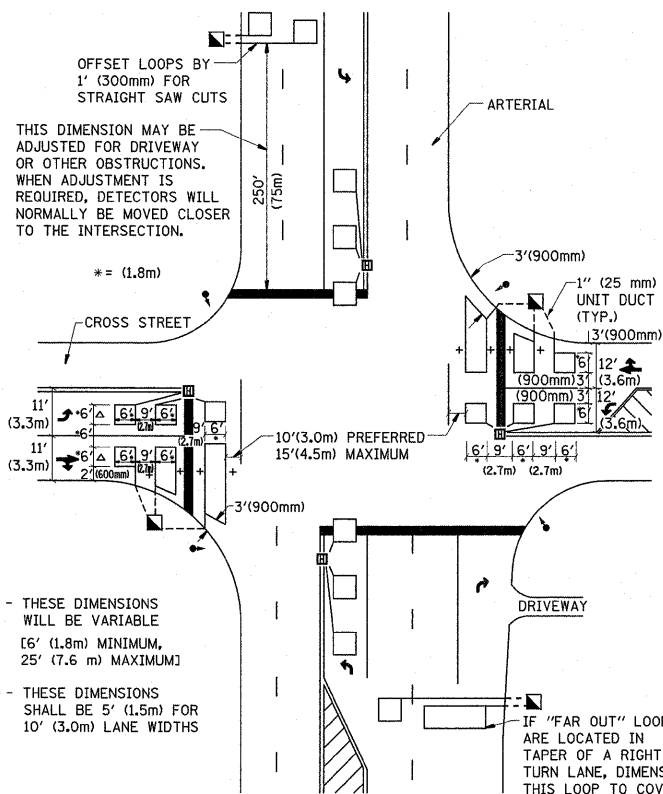 OFFSET LOOPS BY
1' (300mm) FOR
STRAIGHT SAW CUTS
THIS DIMENSION MAY BE
ADJUSTED FOR DRIVEWAY
OR OTHER OBSTRUCTIONS.
WHEN ADJUSTMENT IS
REQUIRED, DETECTORS WILL
NORMALLY BE MOVED CLOSER
TO THE INTERSECTION.
* = (1.8m)
250'
(75m)
ARTERIAL
3'(900mm)
1" (25 mm)
UNIT DUCT
(TYP.)
3'(900mm)
CROSS STREET
*6'
12'
(3.6m)
(900mm)3'
(900mm)3'
*6'
12'
(3.6m)
6' 9' 6' 9' 6'
* * *
(2.7m) (2.7m)
10'(3.0m) PREFERRED
15'(4.5m) MAXIMUM
11'
(3.3m)
*6'
△
6' 9' 6'
(2.7m)
*6'
9' 6'
(2.7m) *
11'
(3.3m)
*6'
△
6' 9' 6'
(2.7m)
2' (600mm)
3'(900mm)
- THESE DIMENSIONS
WILL BE VARIABLE
[6' (1.8m) MINIMUM,
25' (7.6 m) MAXIMUM]
- THESE DIMENSIONS
SHALL BE 5' (1.5m) FOR
10' (3.0m) LANE WIDTHS
H
H
H
H
DRIVEWAY
IF "FAR OUT" LOO
ARE LOCATED IN
TAPER OF A RIGHT
TURN LANE, DIMENS
THIS LOOP TO COV